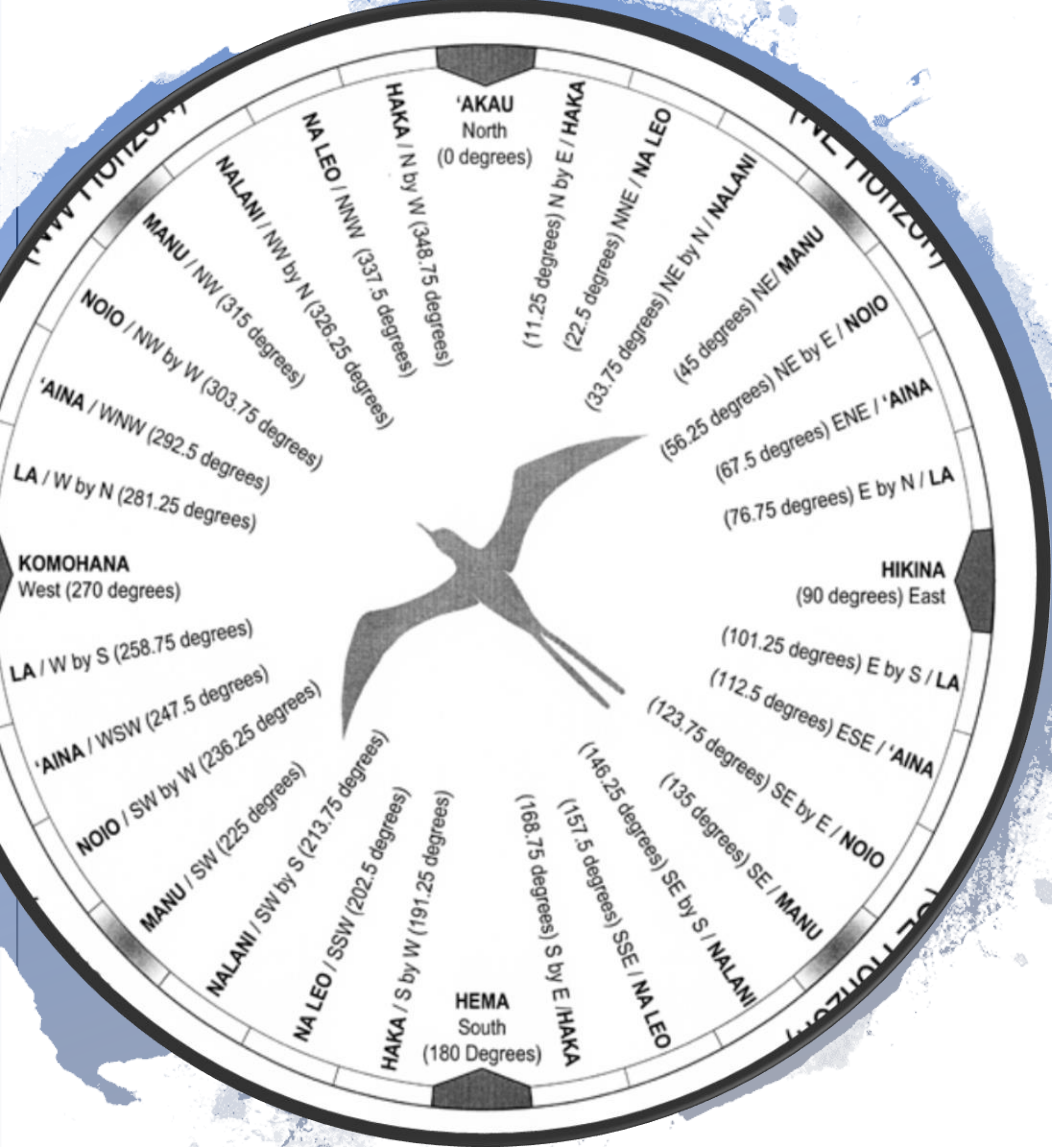 ‘AKAU
North
(0 degrees)
(11.25 degrees) N by E / HAKA
(22.5 degrees) NNE / NA LEO
(33.75 degrees) NE by N / NALANI
(45 degrees) NE/ MANU
(56.25 degrees) NE by E / NOIO
(67.5 degrees) ENE / ‘AINA
(76.75 degrees) E by N / LA
HIKINA
(90 degrees) East
(101.25 degrees) E by S / LA
(112.5 degrees) ESE / ‘AINA
(123.75 degrees) SE by E / NOIO
(135 degrees) SE / MANU
(146.25 degrees) SE by S / NALANI
(157.5 degrees) SSE / NA LEO
(168.75 degrees) S by E /HAKA
HEMA
South
(180 Degrees)
HAKA / S by W (191.25 degrees)
NA LEO / SSW (202.5 degrees)
NALANI / SW by S (213.75 degrees)
MANU / SW (225 degrees)
NOIO / SW by W (236.25 degrees)
‘AINA / WSW (247.5 degrees)
LA / W by S (258.75 degrees)
KOMOHANA
West (270 degrees)
LA / W by N (281.25 degrees)
‘AINA / WNW (292.5 degrees)
NOIO / NW by W (303.75 degrees)
MANU / NW (315 degrees)
NALANI / NW by N (326.25 degrees)
NA LEO / NNW (337.5 degrees)
HAKA / N by W (348.75 degrees)
(NW Horizon)
(NE Horizon)